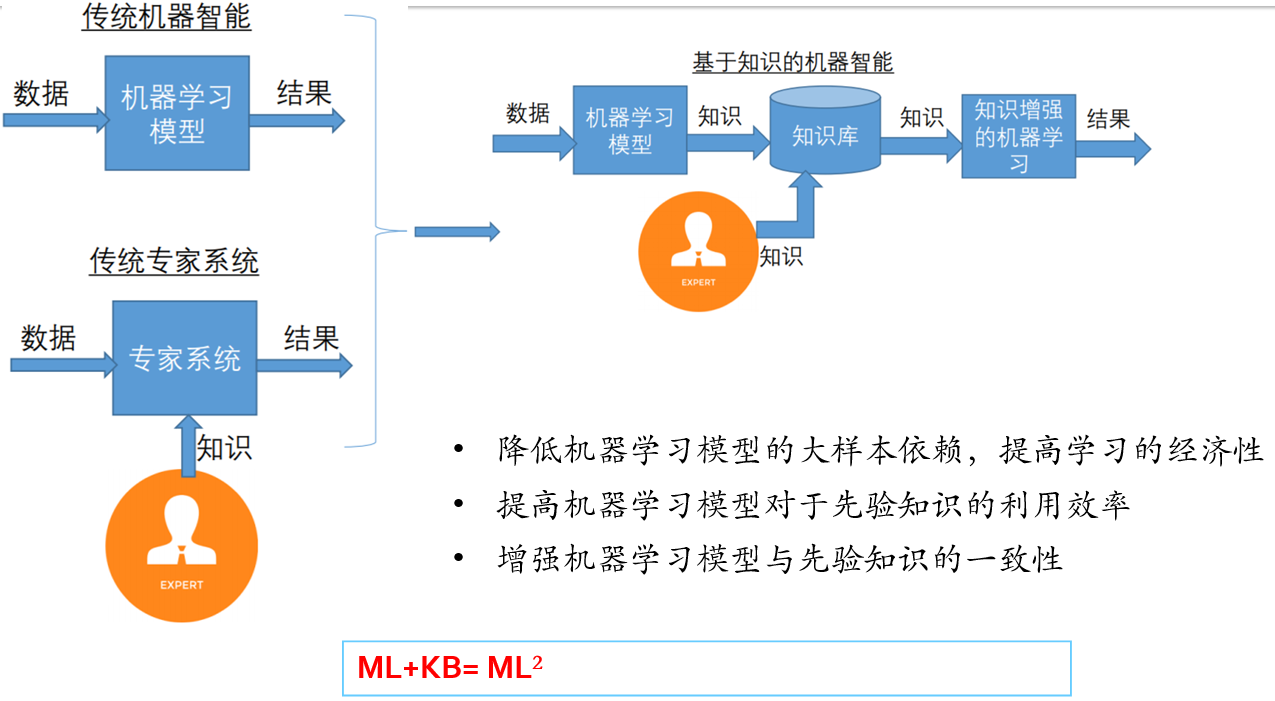 传统机器智能
数据
机器学习
模型
结果
传统专家系统
数据
专家系统
结果
知识
EXPERT
基于知识的机器智能
数据
机器学习
模型
知识
知识库
知识
知识增强
的机器学
习
结果
EXPERT
知识
• 降低机器学习模型的大样本依赖，提高学习的经济性
• 提高机器学习模型对于先验知识的利用效率
• 增强机器学习模型与先验知识的一致性
ML+KB= ML²